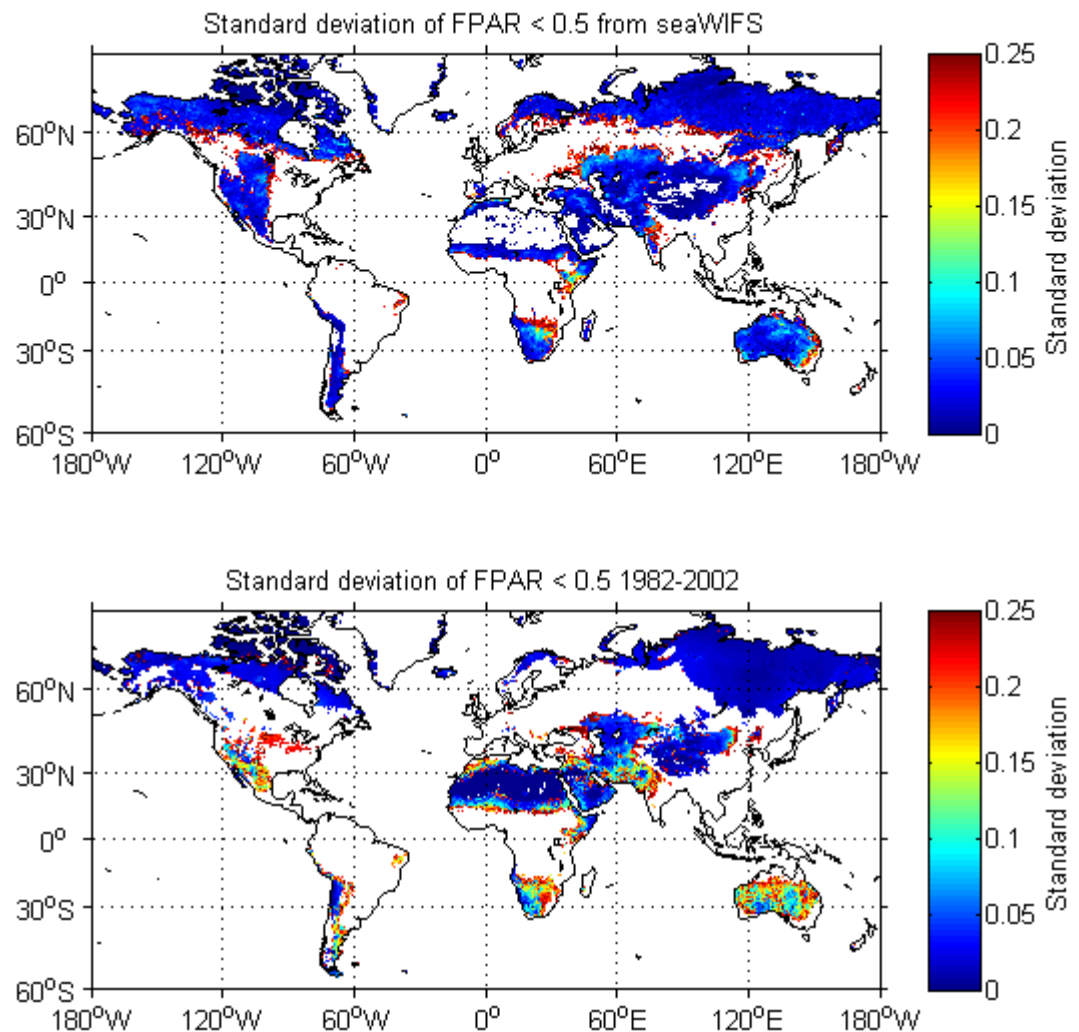 Standard deviation of FPAR < 0.5 from seaWIFS
60°N
30°N
0°
30°S
60°S
180°W 120°W 60°W 0° 60°E 120°E 180°W
0.25
0.2
0.15
0.1
0.05
0
Standard deviation
Standard deviation of FPAR < 0.5 1982-2002
60°N
30°N
0°
30°S
60°S
180°W 120°W 60°W 0° 60°E 120°E 180°W
0.25
0.2
0.15
0.1
0.05
0
Standard deviation